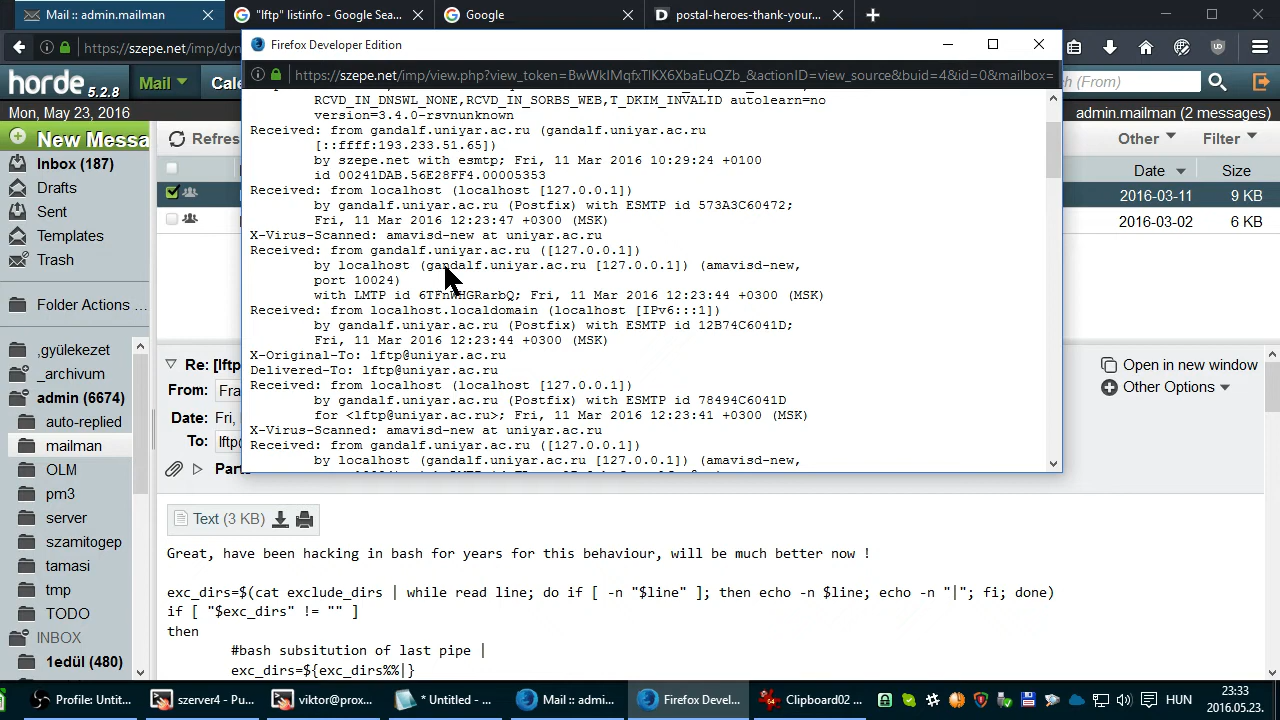 Mail :: admin.mailman
"lftp" listinfo - Google Sea...
Google
postal-heroes-thank-your...
https://szepe.net/imp/dyn
Firefox Developer Edition
https://szepe.net/imp/view.php?view_token=BwWkIMqfxTlKX6XbaEuQZb_&actionID=view_source&buid=4&id=0&mailbox=
horde 5.2.8
Mail
Cale
(From)
Mon, May 23, 2016
admin.mailman (2 messages)
New Messa
Refres
Other
Filter
Inbox (187)
Drafts
Sent
Templates
Trash
Folder Actions
Date
Size
2016-03-11
9 KB
2016-03-02
6 KB
RCVD_IN_DNSWL_NONE,RCVD_IN_SORBS_WEB,T_DKIM_INVALID autolearn=no
version=3.4.0-rsvnunknown
Received: from gandalf.uniyar.ac.ru (gandalf.uniyar.ac.ru
[::ffff:193.233.51.65])
by szepe.net with esmtp; Fri, 11 Mar 2016 10:29:24 +0100
id 00241DAB.56E28FF4.00005353
Received: from localhost (localhost [127.0.0.1])
by gandalf.uniyar.ac.ru (Postfix) with ESMTP id 573A3C60472;
Fri, 11 Mar 2016 12:23:47 +0300 (MSK)
X-Virus-Scanned: amavisd-new at uniyar.ac.ru
Received: from gandalf.uniyar.ac.ru ([127.0.0.1])
by localhost (gandalf.uniyar.ac.ru [127.0.0.1]) (amavisd-new,
port 10024)
with LMTP id 6TFnWHGRarbQ; Fri, 11 Mar 2016 12:23:44 +0300 (MSK)
Received: from localhost.localdomain (localhost [IPv6:::1])
by gandalf.uniyar.ac.ru (Postfix) with ESMTP id 12B74C6041D;
Fri, 11 Mar 2016 12:23:44 +0300 (MSK)
X-Original-To: lftp@uniyar.ac.ru
Delivered-To: lftp@uniyar.ac.ru
Received: from localhost (localhost [127.0.0.1])
by gandalf.uniyar.ac.ru (Postfix) with ESMTP id 78494C6041D
for <lftp@uniyar.ac.ru>; Fri, 11 Mar 2016 12:23:41 +0300 (MSK)
X-Virus-Scanned: amavisd-new at uniyar.ac.ru
Received: from gandalf.uniyar.ac.ru ([127.0.0.1])
by localhost (gandalf.uniyar.ac.ru [127.0.0.1]) (amavisd-new,
,gyülekezet
_archivum
admin (6674)
auto-replied
mailman
OLM
pm3
server
szamitogep
tamasi
tmp
TODO
INBOX
1edül (480)
Re: [lftp
From: Fra
Date: Fri,
To: lftp@
Parts
Open in new window
Other Options
Text (3 KB)
Great, have been hacking in bash for years for this behaviour, will be much better now !
exc_dirs=$(cat exclude_dirs | while read line; do if [ -n "$line" ]; then echo -n $line; echo -n "|"; fi; done)
if [ "$exc_dirs" != "" ]
then
#bash subsitution of last pipe |
exc_dirs=${exc_dirs%%|}
Profile: Untit...
szerver4 - Pu...
viktor@prox...
* Untitled - ...
Mail :: admi...
Firefox Devel...
Clipboard02 ...
HUN
23:33
2016.05.23.